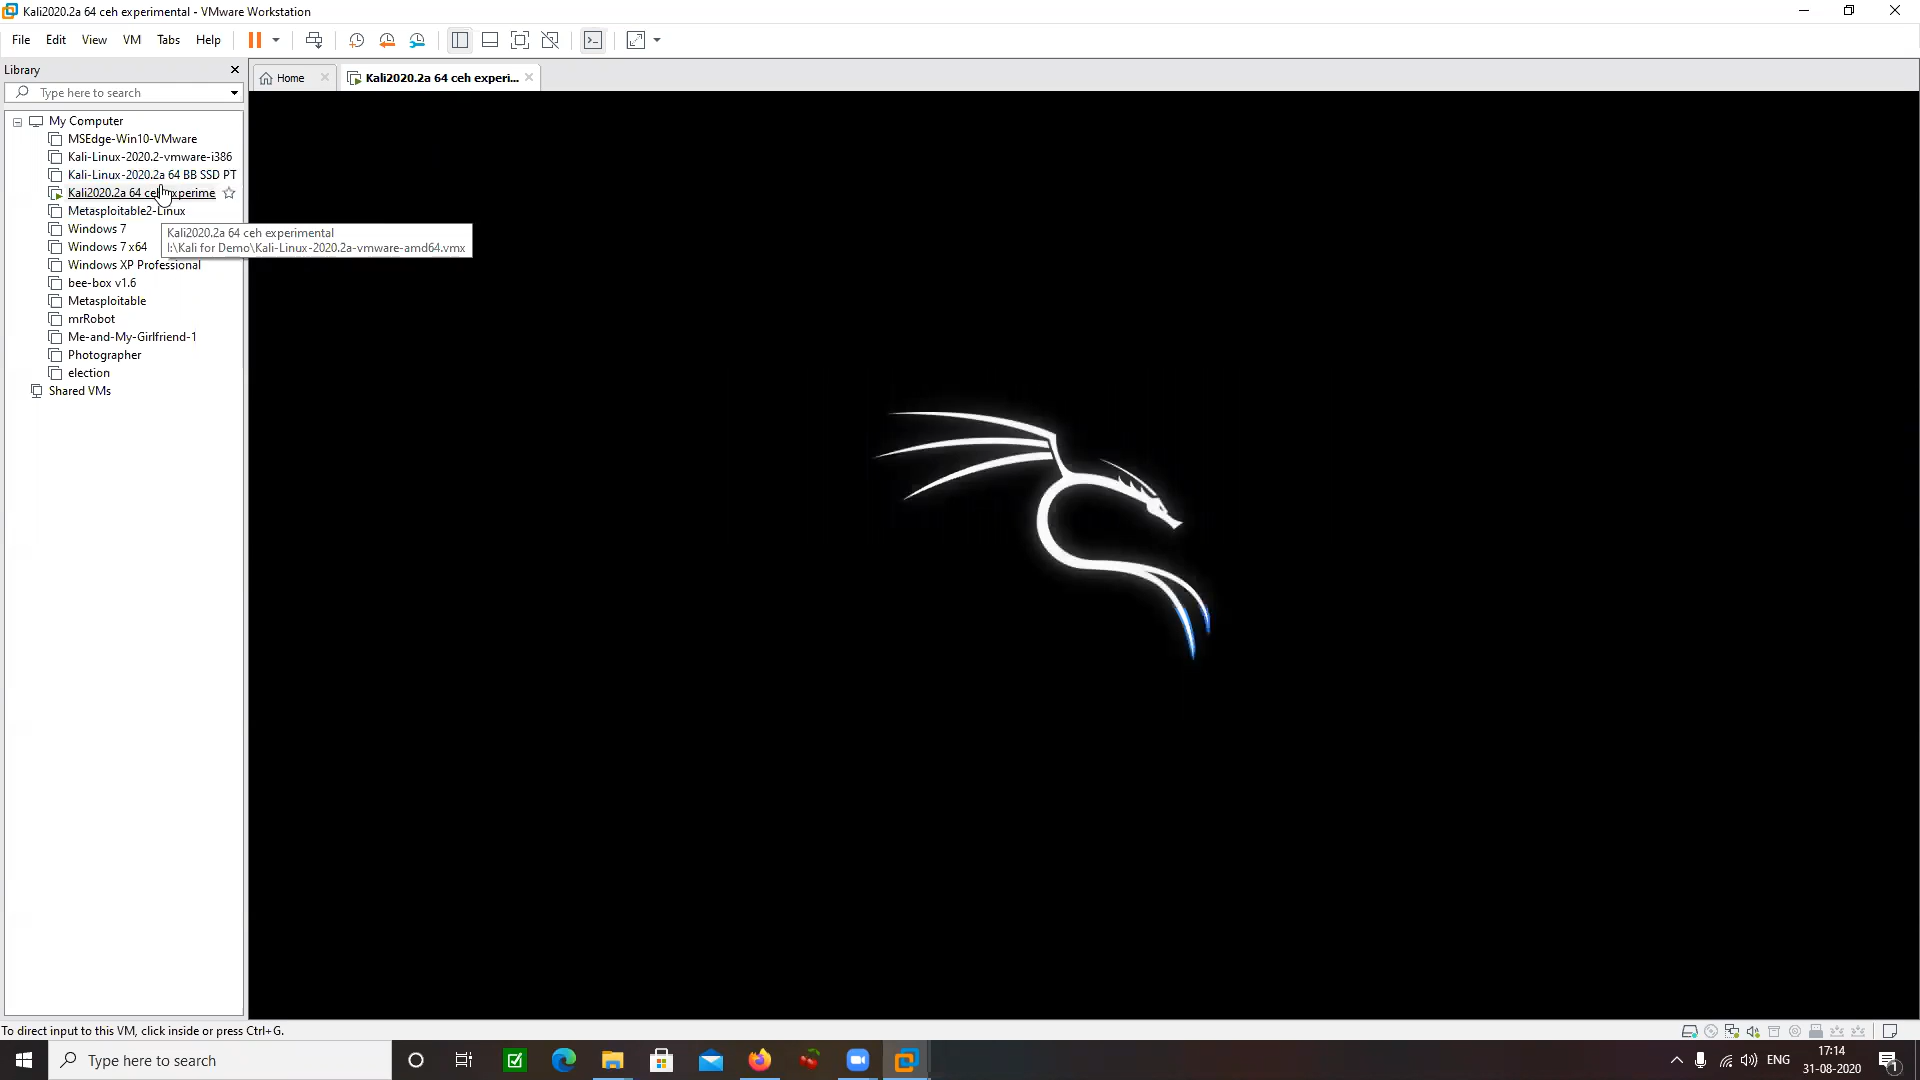 Kali2020.2a 64 ceh experimental - VMware Workstation
File Edit View VM Tabs Help
Library
Type here to search
Home
Kali2020.2a 64 ceh experi...
My Computer
MSEdge-Win10-VMware
Kali-Linux-2020.2-vmware-i386
Kali-Linux-2020.2a 64 BB SSD PT
Kali2020.2a 64 ceh experime
Metasploitable2-Linux
Windows 7
Windows 7 x64
Kali2020.2a 64 ceh experimental
I:\Kali for Demo\Kali-Linux-2020.2a-vmware-amd64.vmx
Windows XP Professional
bee-box v1.6
Metasploitable
mrRobot
Me-and-My-Girlfriend-1
Photographer
election
Shared VMs
To direct input to this VM, click inside or press Ctrl+G.
Type here to search
ENG
17:14
31-08-2020
1